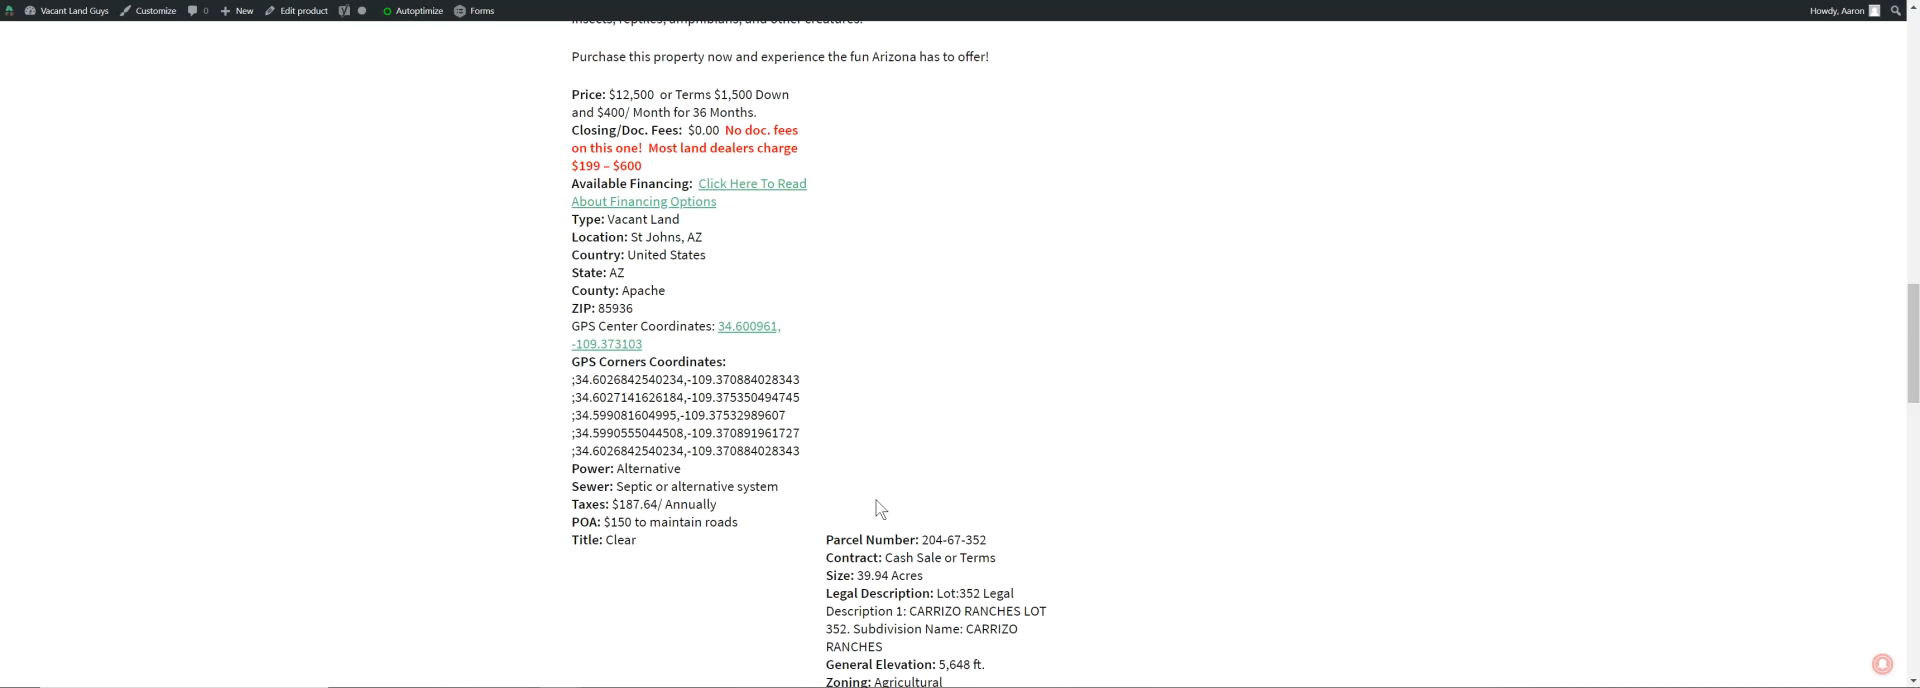 Vacant Land Guys Customize 0 New Edit product Autoptimize Forms Howdy, Aaron
insects, reptiles, amphibians, and other creatures.
Purchase this property now and experience the fun Arizona has to offer!
Price: $12,500 or Terms $1,500 Down
and $400/ Month for 36 Months.
Closing/Doc. Fees: $0.00 No doc. fees
on this one! Most land dealers charge
$199 – $600
Available Financing: Click Here To Read
About Financing Options
Type: Vacant Land
Location: St Johns, AZ
Country: United States
State: AZ
County: Apache
ZIP: 85936
GPS Center Coordinates: 34.600961,
-109.373103
GPS Corners Coordinates:
;34.6026842540234,-109.370884028343
;34.6027141626184,-109.375350494745
;34.599081604995,-109.37532989607
;34.5990555044508,-109.370891961727
;34.6026842540234,-109.370884028343
Power: Alternative
Sewer: Septic or alternative system
Taxes: $187.64/ Annually
POA: $150 to maintain roads
Title: Clear
Parcel Number: 204-67-352
Contract: Cash Sale or Terms
Size: 39.94 Acres
Legal Description: Lot:352 Legal
Description 1: CARRIZO RANCHES LOT
352. Subdivision Name: CARRIZO
RANCHES
General Elevation: 5,648 ft.
Zoning: Agricultural